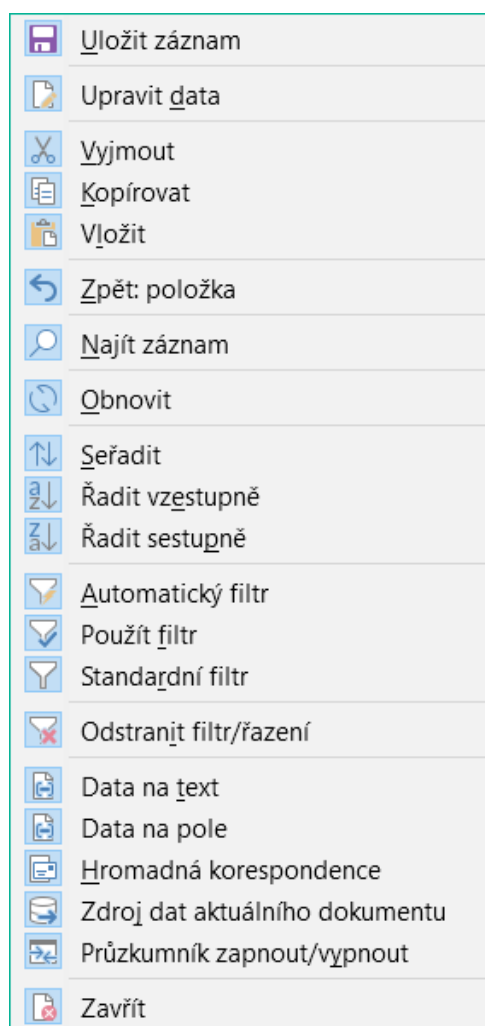 Uložit záznam
Upravit data
Vyjmout
Kopírovat
Vložit
Zpět: položka
Najít záznam
Obnovit
Seřadit
Řadit vzestupně
Řadit sestupně
Automatický filtr
Použít filtr
Standardní filtr
Odstranit filtr/řazení
Data na text
Data na pole
Hromadná korespondence
Zdroj dat aktuálního dokumentu
Průzkumník zapnout/vypnout
Zavřít